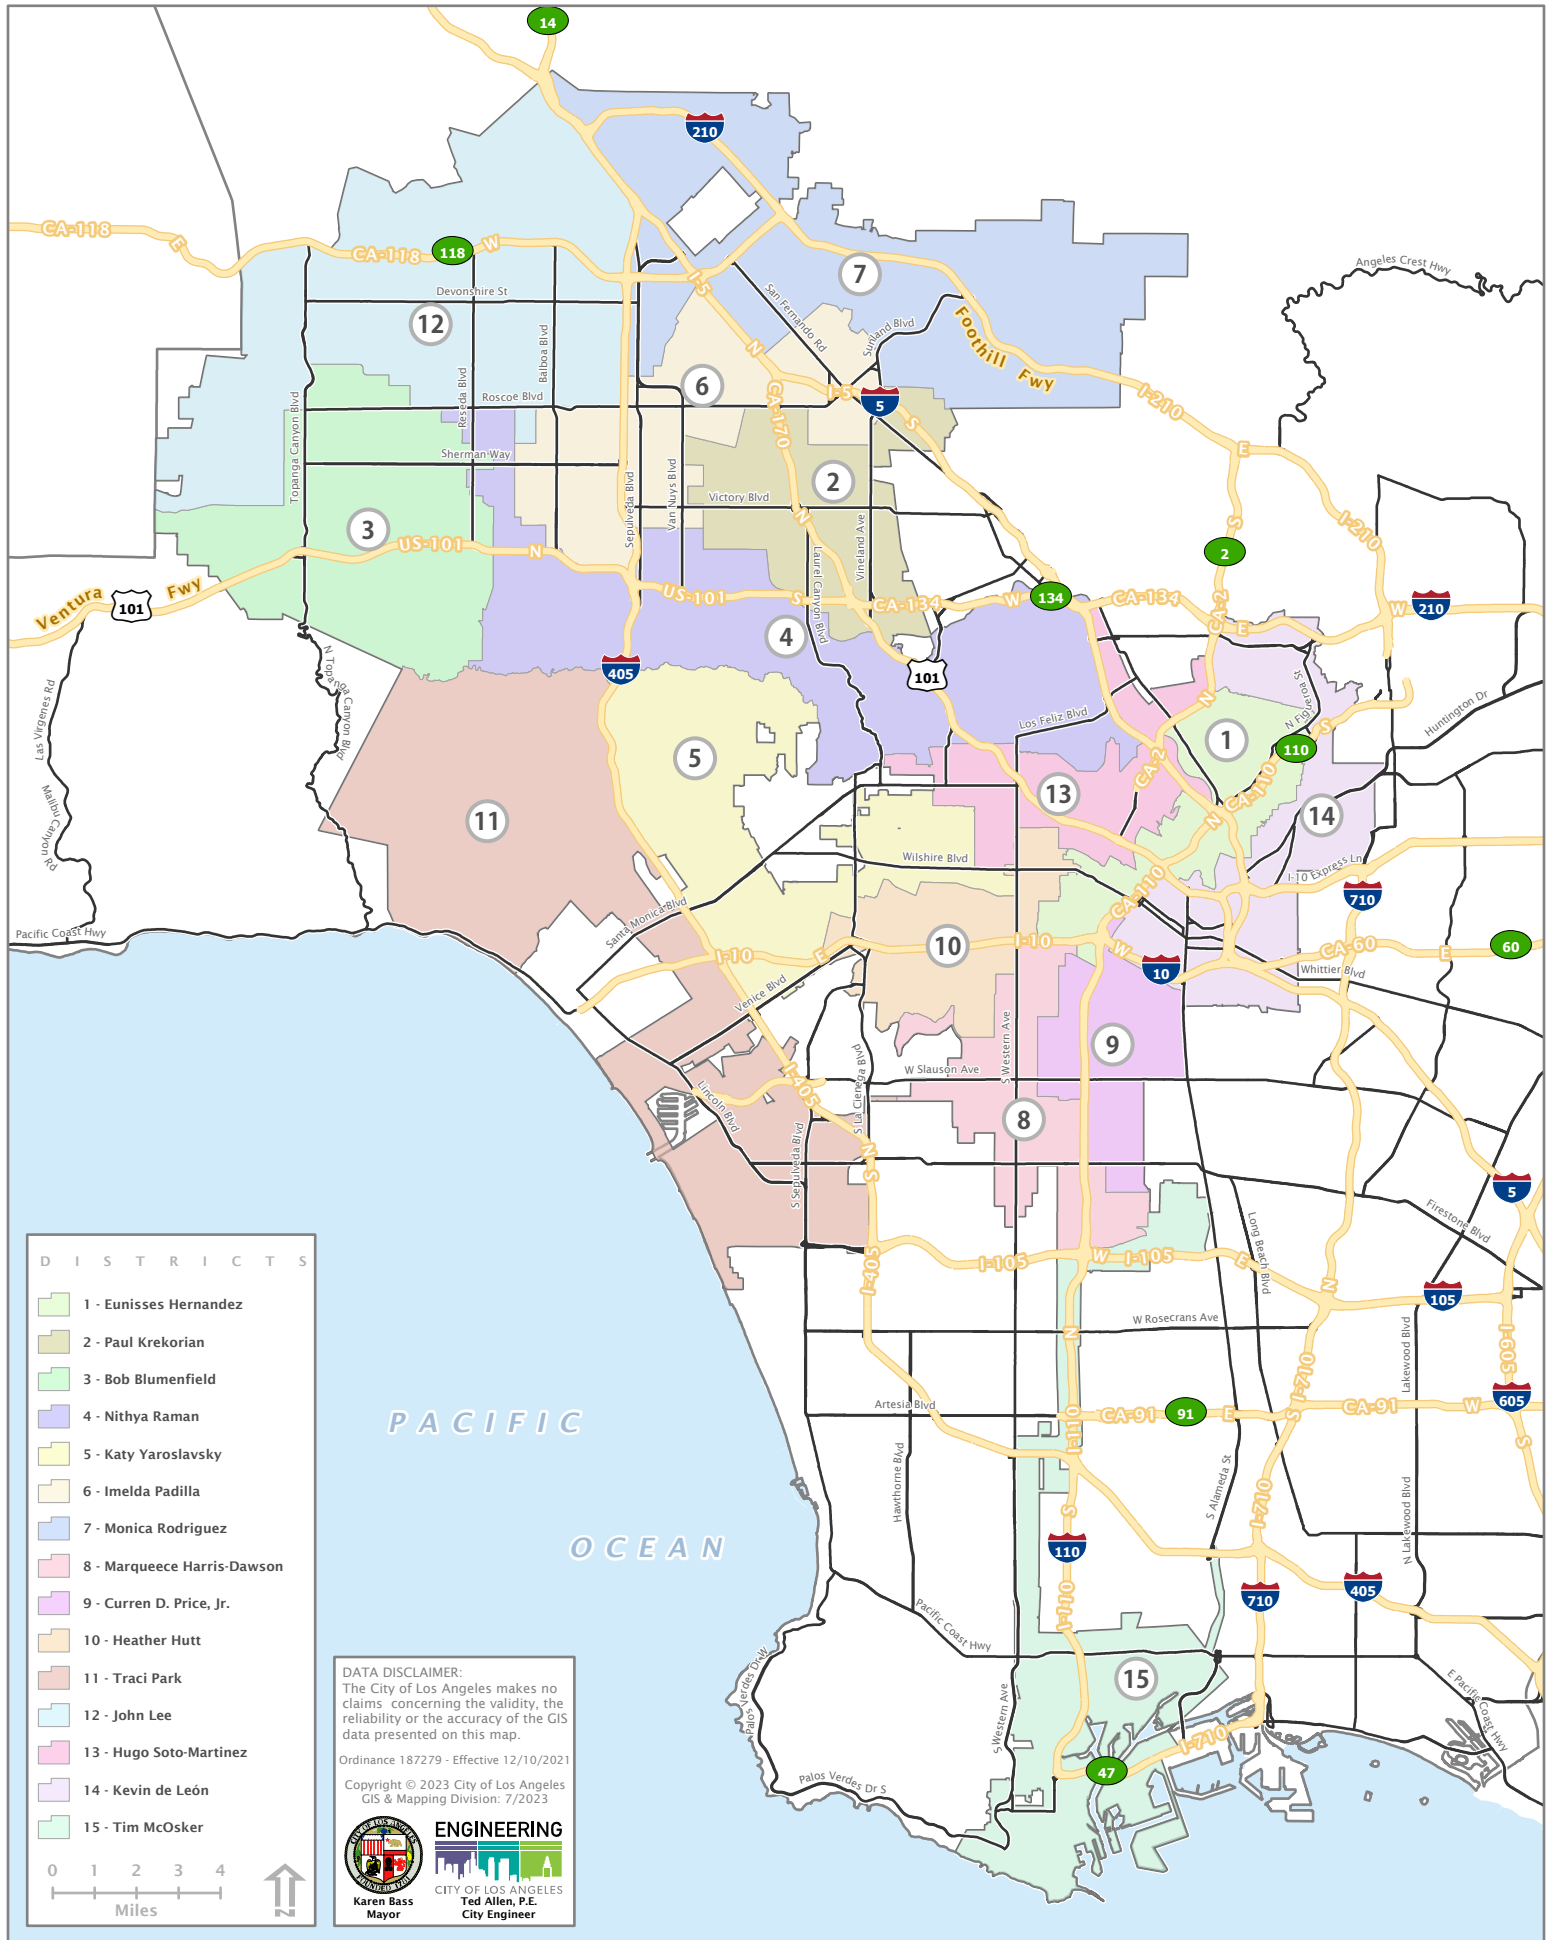 14
210
CA-118
E
CA-118
118
W
Devonshire St
12
I-5
7
San Fernando Rd
Sunland Blvd
Foothill Fwy
Angeles Crest Hwy
Balboa Blvd
Reseda Blvd
Roscoe Blvd
Topanga Canyon Blvd
Sherman Way
6
N
I-5
5
S
CA-170
I-210
E
2
Victory Blvd
Van Nuys Blvd
Sepulveda Blvd
Vineland Ave
Laurel Canyon Blvd
N
3
US-101
N
Ventura Fwy
101
US-101
S
CA-134
W
134
CA-134
E
S
2
CA-2
I-210
W
210
4
405
101
N Topanga Canyon Blvd
Las Virgenes Rd
Malibu Canyon Rd
Los Feliz Blvd
N
N Figueroa St
S
110
Huntington Dr
1
5
CA-2
CA-110
N
13
14
11
Wilshire Blvd
I-10 Express Ln
710
CA-110
Santa Monica Blvd
Pacific Coast Hwy
I-10
E
10
I-10
W
10
CA-60
E
60
Whittier Blvd
Venice Blvd
S Western Ave
9
W Slauson Ave
I-405
S La Cienega Blvd
Lincoln Blvd
8
N
S
S Sepulveda Blvd
5
Firestone Blvd
Long Beach Blvd
I-405
I-105
W
I-105
E
N
105
W Rosecrans Ave
N
Lakewood Blvd
I-605
I-710
605
Artesia Blvd
CA-91
91
E
S
CA-91
W
S
I-110
Hawthorne Blvd
S Alameda St
I-710
N Lakewood Blvd
S
110
405
710
I-110
Pacific Coast Hwy
15
E Pacific Coast Hwy
Palos Verdes Dr W
S Western Ave
I-710
47
Palos Verdes Dr S
PACIFIC
OCEAN
DISTRICTS
1 - Eunisses Hernandez
2 - Paul Krekorian
3 - Bob Blumenfield
4 - Nithya Raman
5 - Katy Yaroslavsky
6 - Imelda Padilla
7 - Monica Rodriguez
8 - Marqueece Harris-Dawson
9 - Curren D. Price, Jr.
10 - Heather Hutt
11 - Traci Park
12 - John Lee
13 - Hugo Soto-Martinez
14 - Kevin de León
15 - Tim McOsker
0 1 2 3 4
Miles
N
DATA DISCLAIMER:
The City of Los Angeles makes no
claims concerning the validity, the
reliability or the accuracy of the GIS
data presented on this map.
Ordinance 187279 - Effective 12/10/2021
Copyright © 2023 City of Los Angeles
GIS & Mapping Division: 7/2023
CITY OF LOS ANGELES
FOUNDED 1781
ENGINEERING
CITY OF LOS ANGELES
Karen Bass
Mayor
Ted Allen, P.E.
City Engineer